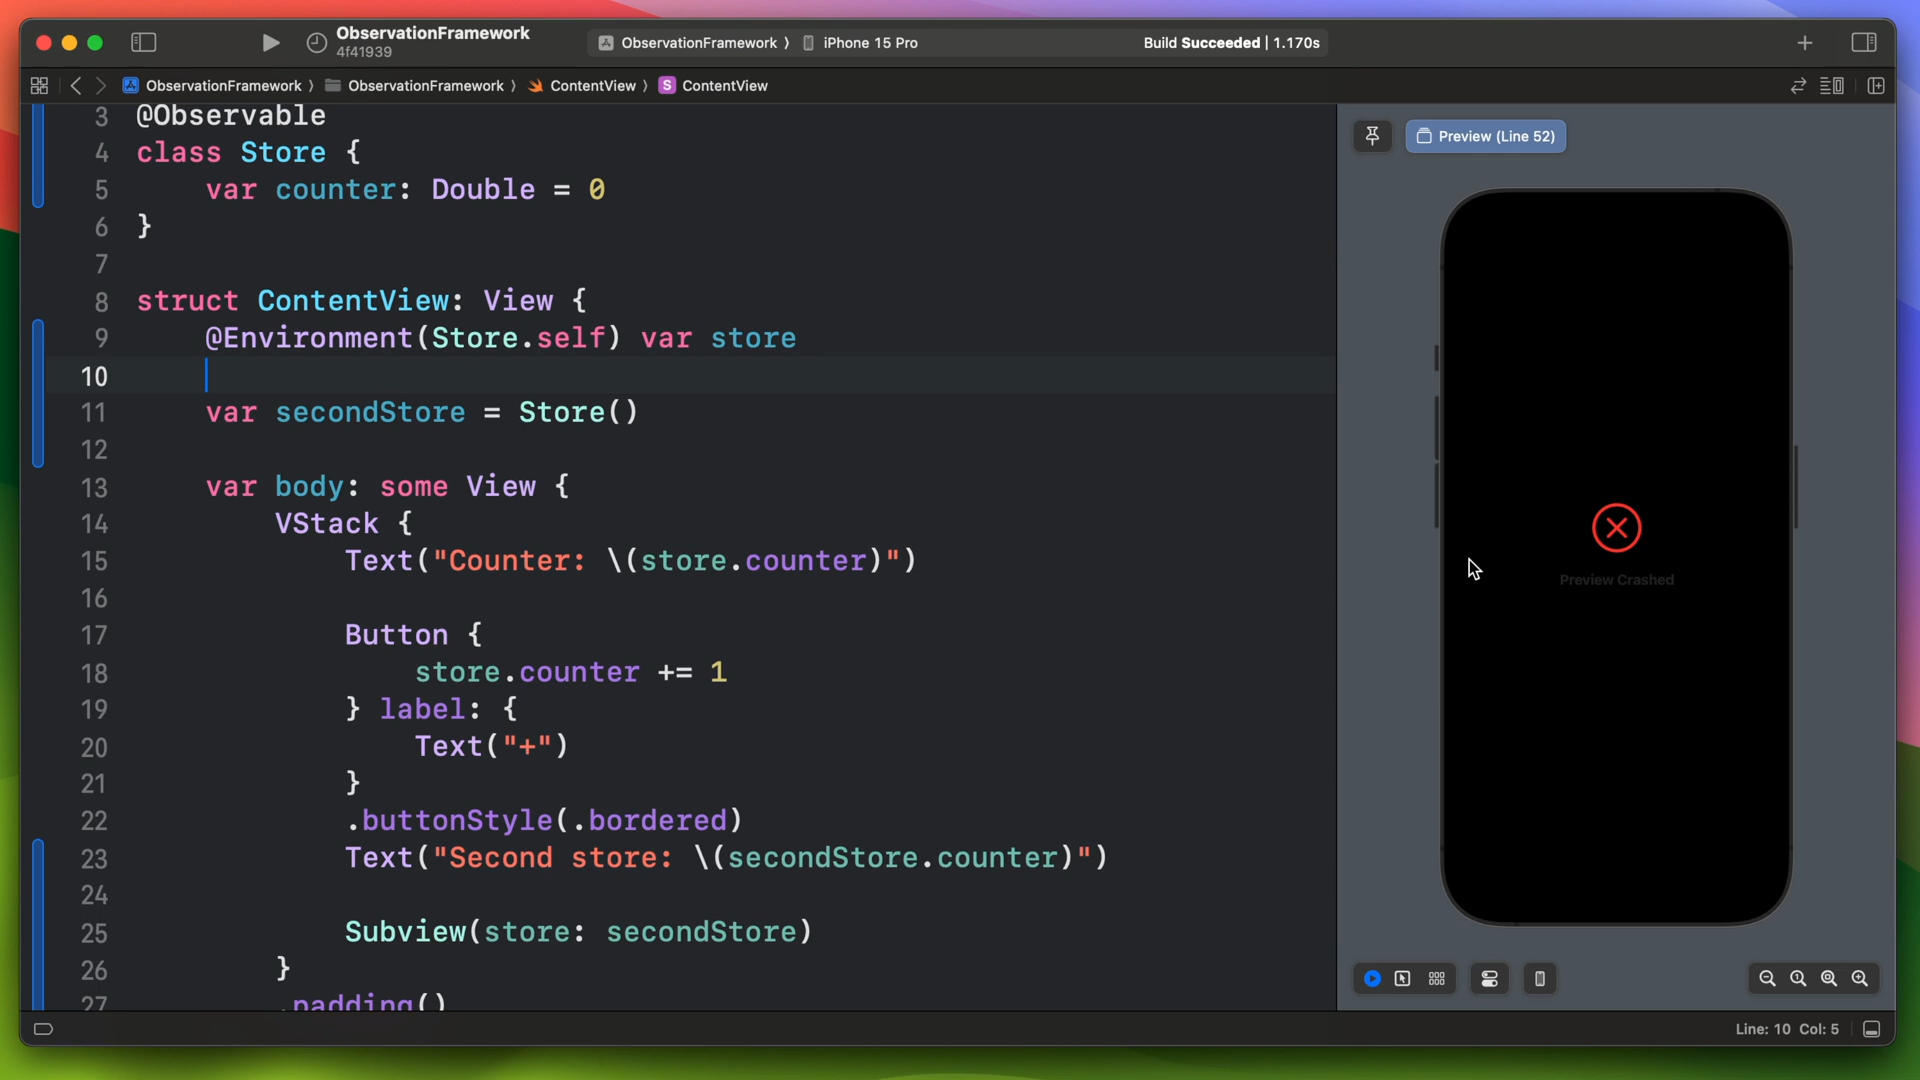 ObservationFramework
4f41939
ObservationFramework 〉 iPhone 15 Pro
Build Succeeded | 1.170s
ObservationFramework 〉 ObservationFramework 〉 ContentView 〉 S ContentView
3 @Observable
4 class Store {
5 var counter: Double = 0
6 }
7
8 struct ContentView: View {
9 @Environment(Store.self) var store
10
11 var secondStore = Store()
12
13 var body: some View {
14 VStack {
15 Text("Counter: \(store.counter)")
16
17 Button {
18 store.counter += 1
19 } label: {
20 Text("+")
21 }
22 .buttonStyle(.bordered)
23 Text("Second store: \(secondStore.counter)")
24
25 Subview(store: secondStore)
26 }
27 .padding()
Preview (Line 52)
Preview Crashed
Line: 10 Col: 5